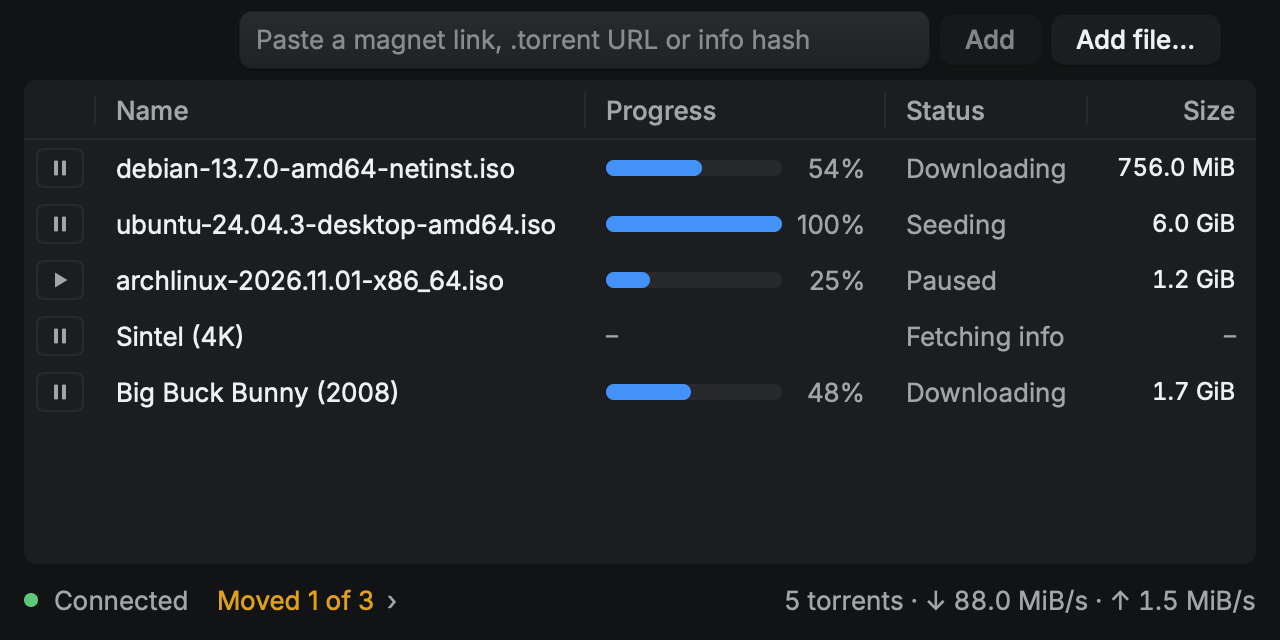 Paste a magnet link, .torrent URL or info hash Add Add file...
Name Progress Status Size
debian-13.7.0-amd64-netinst.iso 54% Downloading 756.0 MiB
ubuntu-24.04.3-desktop-amd64.iso 100% Seeding 6.0 GiB
archlinux-2026.11.01-x86_64.iso 25% Paused 1.2 GiB
Sintel (4K) – Fetching info –
Big Buck Bunny (2008) 48% Downloading 1.7 GiB
Connected Moved 1 of 3 › 5 torrents · ↓ 88.0 MiB/s · ↑ 1.5 MiB/s